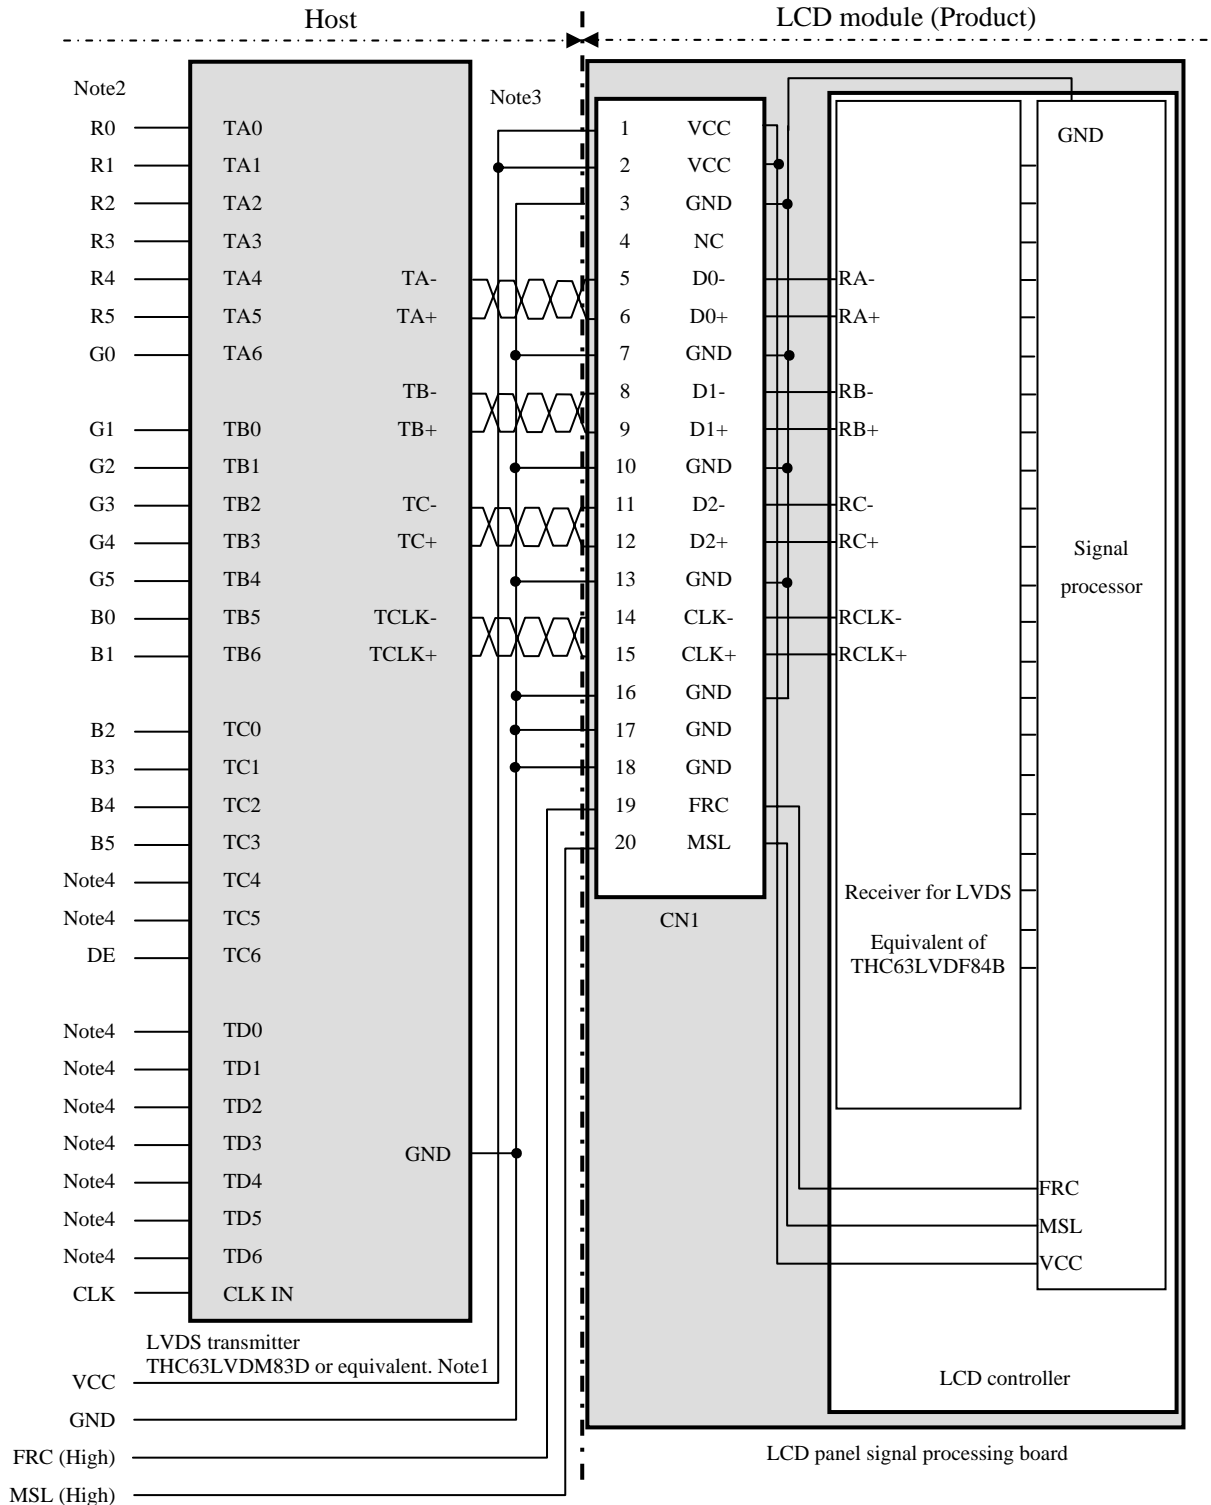 Host
LCD module (Product)
Note2
Note3
R0 TA0
R1 TA1
R2 TA2
R3 TA3
R4 TA4 TA-
R5 TA5 TA+
G0 TA6
TB-
G1 TB0 TB+
G2 TB1
G3 TB2 TC-
G4 TB3 TC+
G5 TB4
B0 TB5 TCLK-
B1 TB6 TCLK+
B2 TC0
B3 TC1
B4 TC2
B5 TC3
Note4 TC4
Note4 TC5
DE TC6
Note4 TD0
Note4 TD1
Note4 TD2
Note4 TD3 GND
Note4 TD4
Note4 TD5
Note4 TD6
CLK CLK IN
LVDS transmitter
THC63LVDM83D or equivalent. Note1
VCC
GND
FRC (High)
MSL (High)
1 VCC
2 VCC
3 GND
4 NC
5 D0-
6 D0+
7 GND
8 D1-
9 D1+
10 GND
11 D2-
12 D2+
13 GND
14 CLK-
15 CLK+
16 GND
17 GND
18 GND
19 FRC
20 MSL
CN1
RA-
RA+
RB-
RB+
RC-
RC+
RCLK-
RCLK+
Receiver for LVDS
Equivalent of
THC63LVDF84B
GND
Signal
processor
FRC
MSL
VCC
LCD controller
LCD panel signal processing board